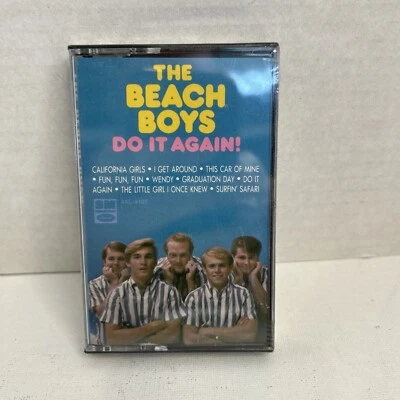 THE
BEACH
BOYS
DO IT AGAIN!
CALIFORNIA GIRLS • I GET AROUND • THIS CAR OF MINE
• FUN, FUN, FUN • WENDY • GRADUATION DAY • DO IT
AGAIN • THE LITTLE GIRL I ONCE KNEW • SURFIN' SAFARI